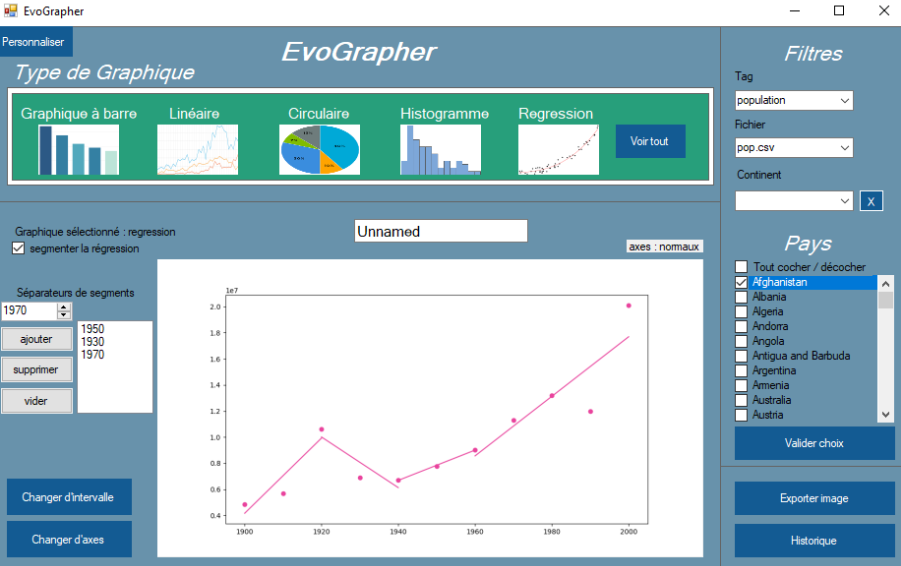 EvoGrapher
Personnaliser
EvoGrapher
Type de Graphique
Graphique à barre
Linéaire
Circulaire
Histogramme
Regression
Voir tout
Filtres
Tag
population
Fichier
pop.csv
Continent
X
Graphique sélectionné : regression
segmenter la régression
Unnamed
axes : normaux
Séparateurs de segments
1970
ajouter
supprimer
vider
1950
1930
1970
1e7
2.0
1.8
1.6
1.4
1.2
1.0
0.8
0.6
0.4
1900
1920
1940
1960
1980
2000
Changer d'intervalle
Changer d'axes
Pays
Tout cocher / décocher
Afghanistan
Albania
Algeria
Andorra
Angola
Antigua and Barbuda
Argentina
Armenia
Australia
Austria
Valider choix
Exporter image
Historique